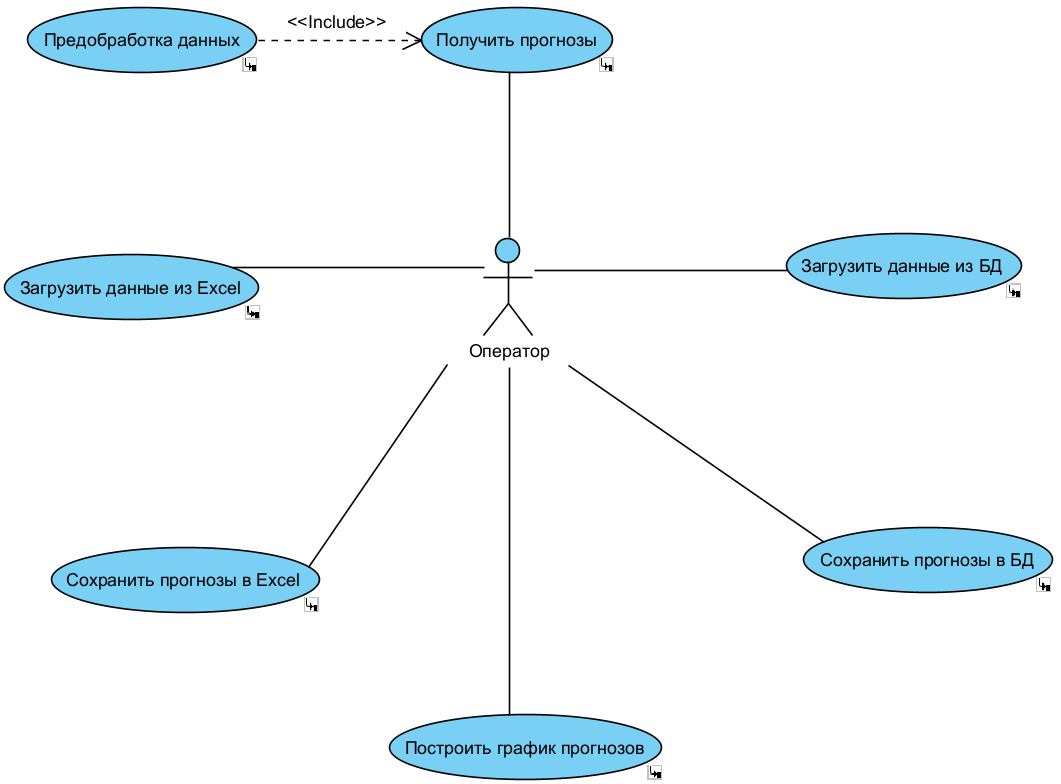 <<Include>>
Предобработка данных
Получить прогнозы
Загрузить данные из Excel
Загрузить данные из БД
Оператор
Сохранить прогнозы в Excel
Сохранить прогнозы в БД
Построить график прогнозов